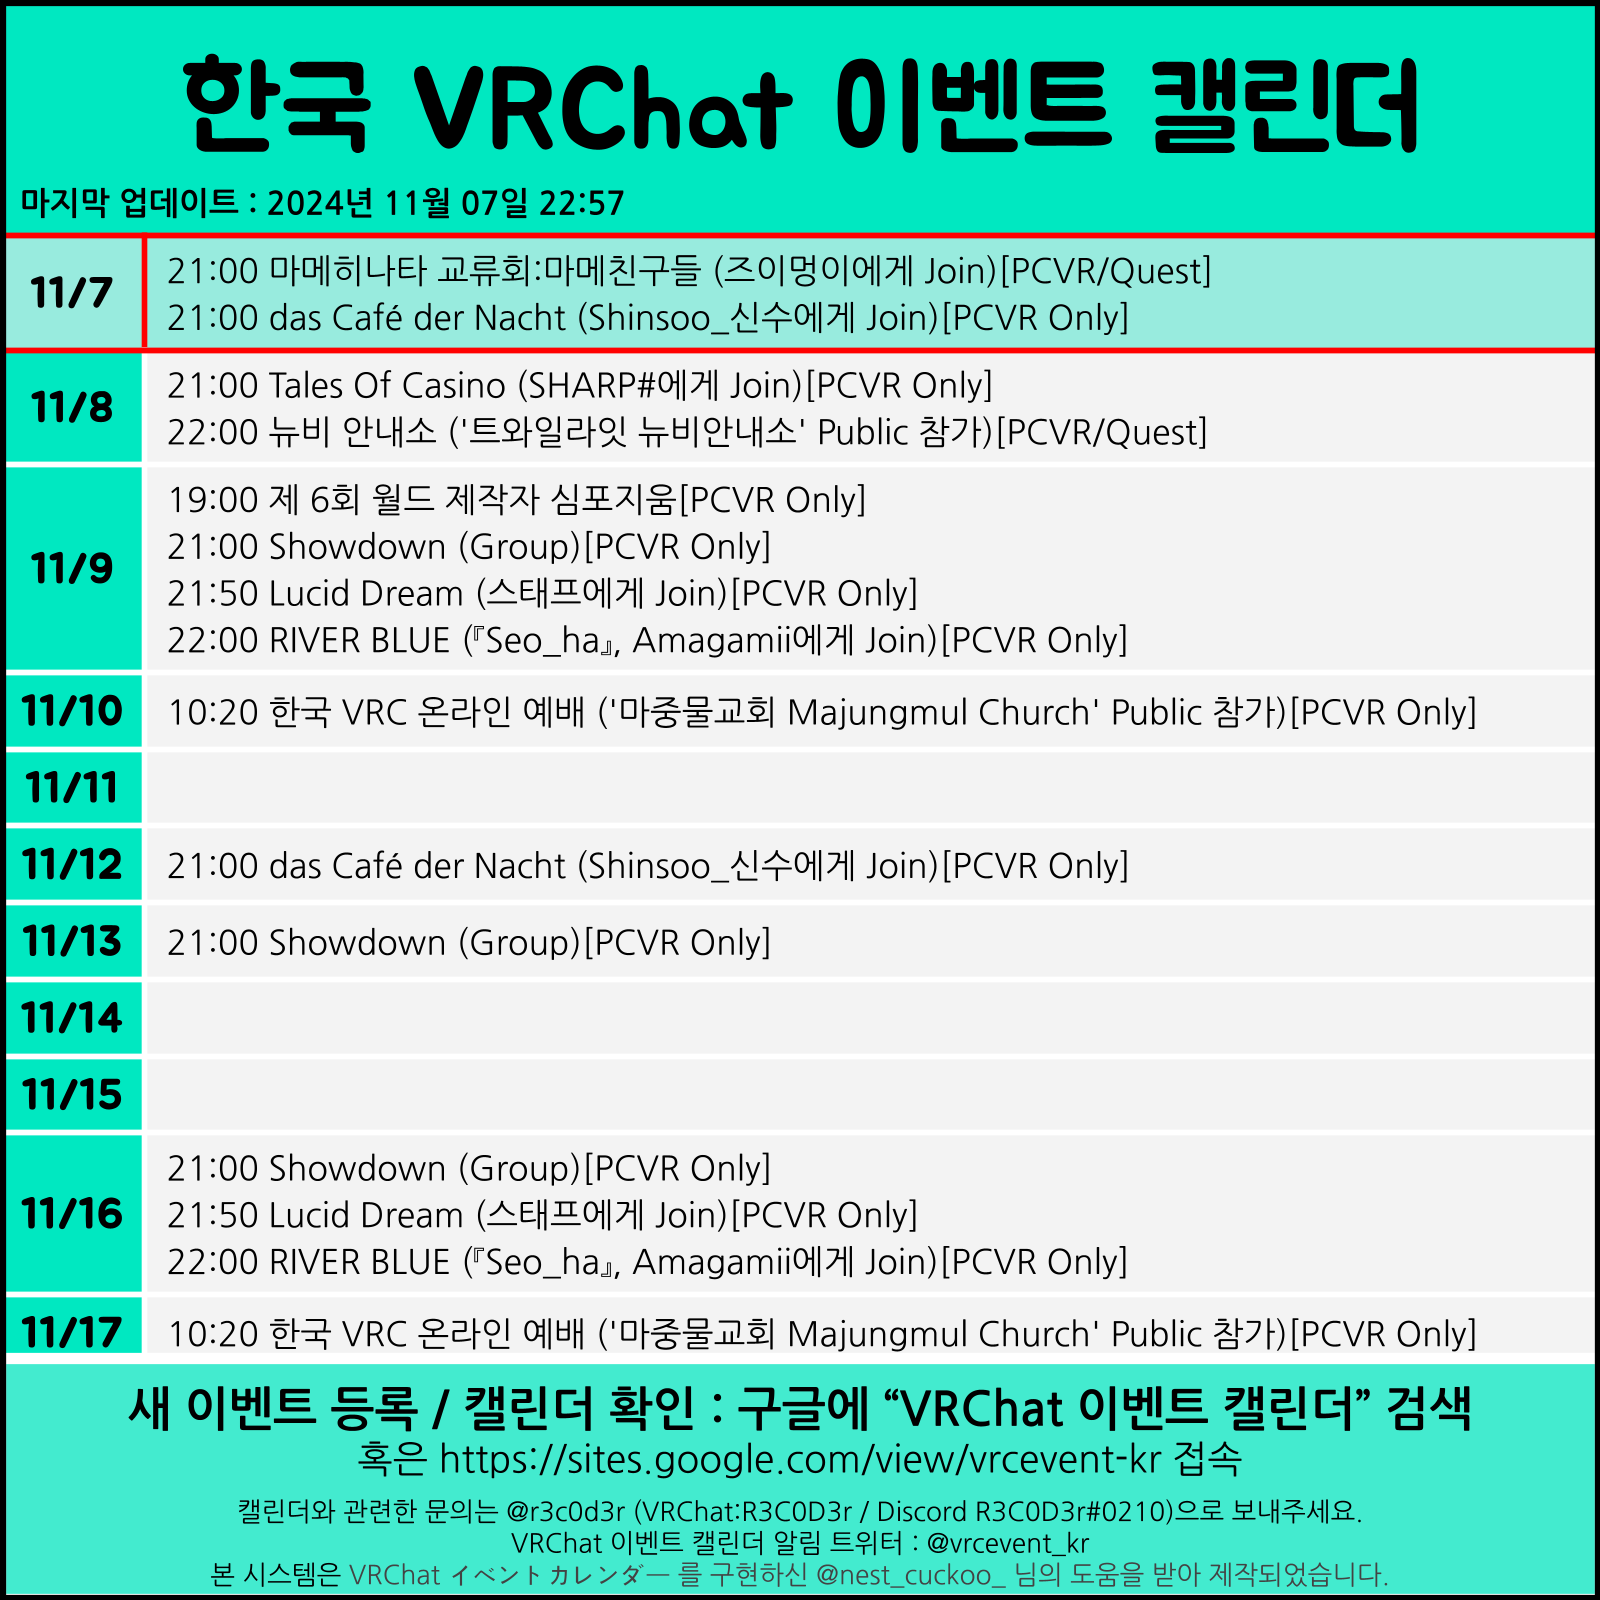 한국 VRChat 이벤트 캘린더
마지막 업데이트 : 2024년 11월 07일 22:57
11/7
21:00 마메히나타 교류회:마메친구들 (즈이멍이에게 Join)[PCVR/Quest]
21:00 das Café der Nacht (Shinsoo_신수에게 Join)[PCVR Only]
11/8
21:00 Tales Of Casino (SHARP#에게 Join)[PCVR Only]
22:00 뉴비 안내소 ('트와일라잇 뉴비안내소' Public 참가)[PCVR/Quest]
11/9
19:00 제 6회 월드 제작자 심포지움[PCVR Only]
21:00 Showdown (Group)[PCVR Only]
21:50 Lucid Dream (스태프에게 Join)[PCVR Only]
22:00 RIVER BLUE (『Seo_ha』, Amagamii에게 Join)[PCVR Only]
11/10
10:20 한국 VRC 온라인 예배 ('마중물교회 Majungmul Church' Public 참가)[PCVR Only]
11/11
11/12
21:00 das Café der Nacht (Shinsoo_신수에게 Join)[PCVR Only]
11/13
21:00 Showdown (Group)[PCVR Only]
11/14
11/15
11/16
21:00 Showdown (Group)[PCVR Only]
21:50 Lucid Dream (스태프에게 Join)[PCVR Only]
22:00 RIVER BLUE (『Seo_ha』, Amagamii에게 Join)[PCVR Only]
11/17
10:20 한국 VRC 온라인 예배 ('마중물교회 Majungmul Church' Public 참가)[PCVR Only]
새 이벤트 등록 / 캘린더 확인 : 구글에 “VRChat 이벤트 캘린더” 검색
혹은 https://sites.google.com/view/vrcevent-kr 접속
캘린더와 관련한 문의는 @r3c0d3r (VRChat:R3C0D3r / Discord R3C0D3r#0210)으로 보내주세요.
VRChat 이벤트 캘린더 알림 트위터 : @vrcevent_kr
본 시스템은 VRChat イベントカレンダー 를 구현하신 @nest_cuckoo_ 님의 도움을 받아 제작되었습니다.